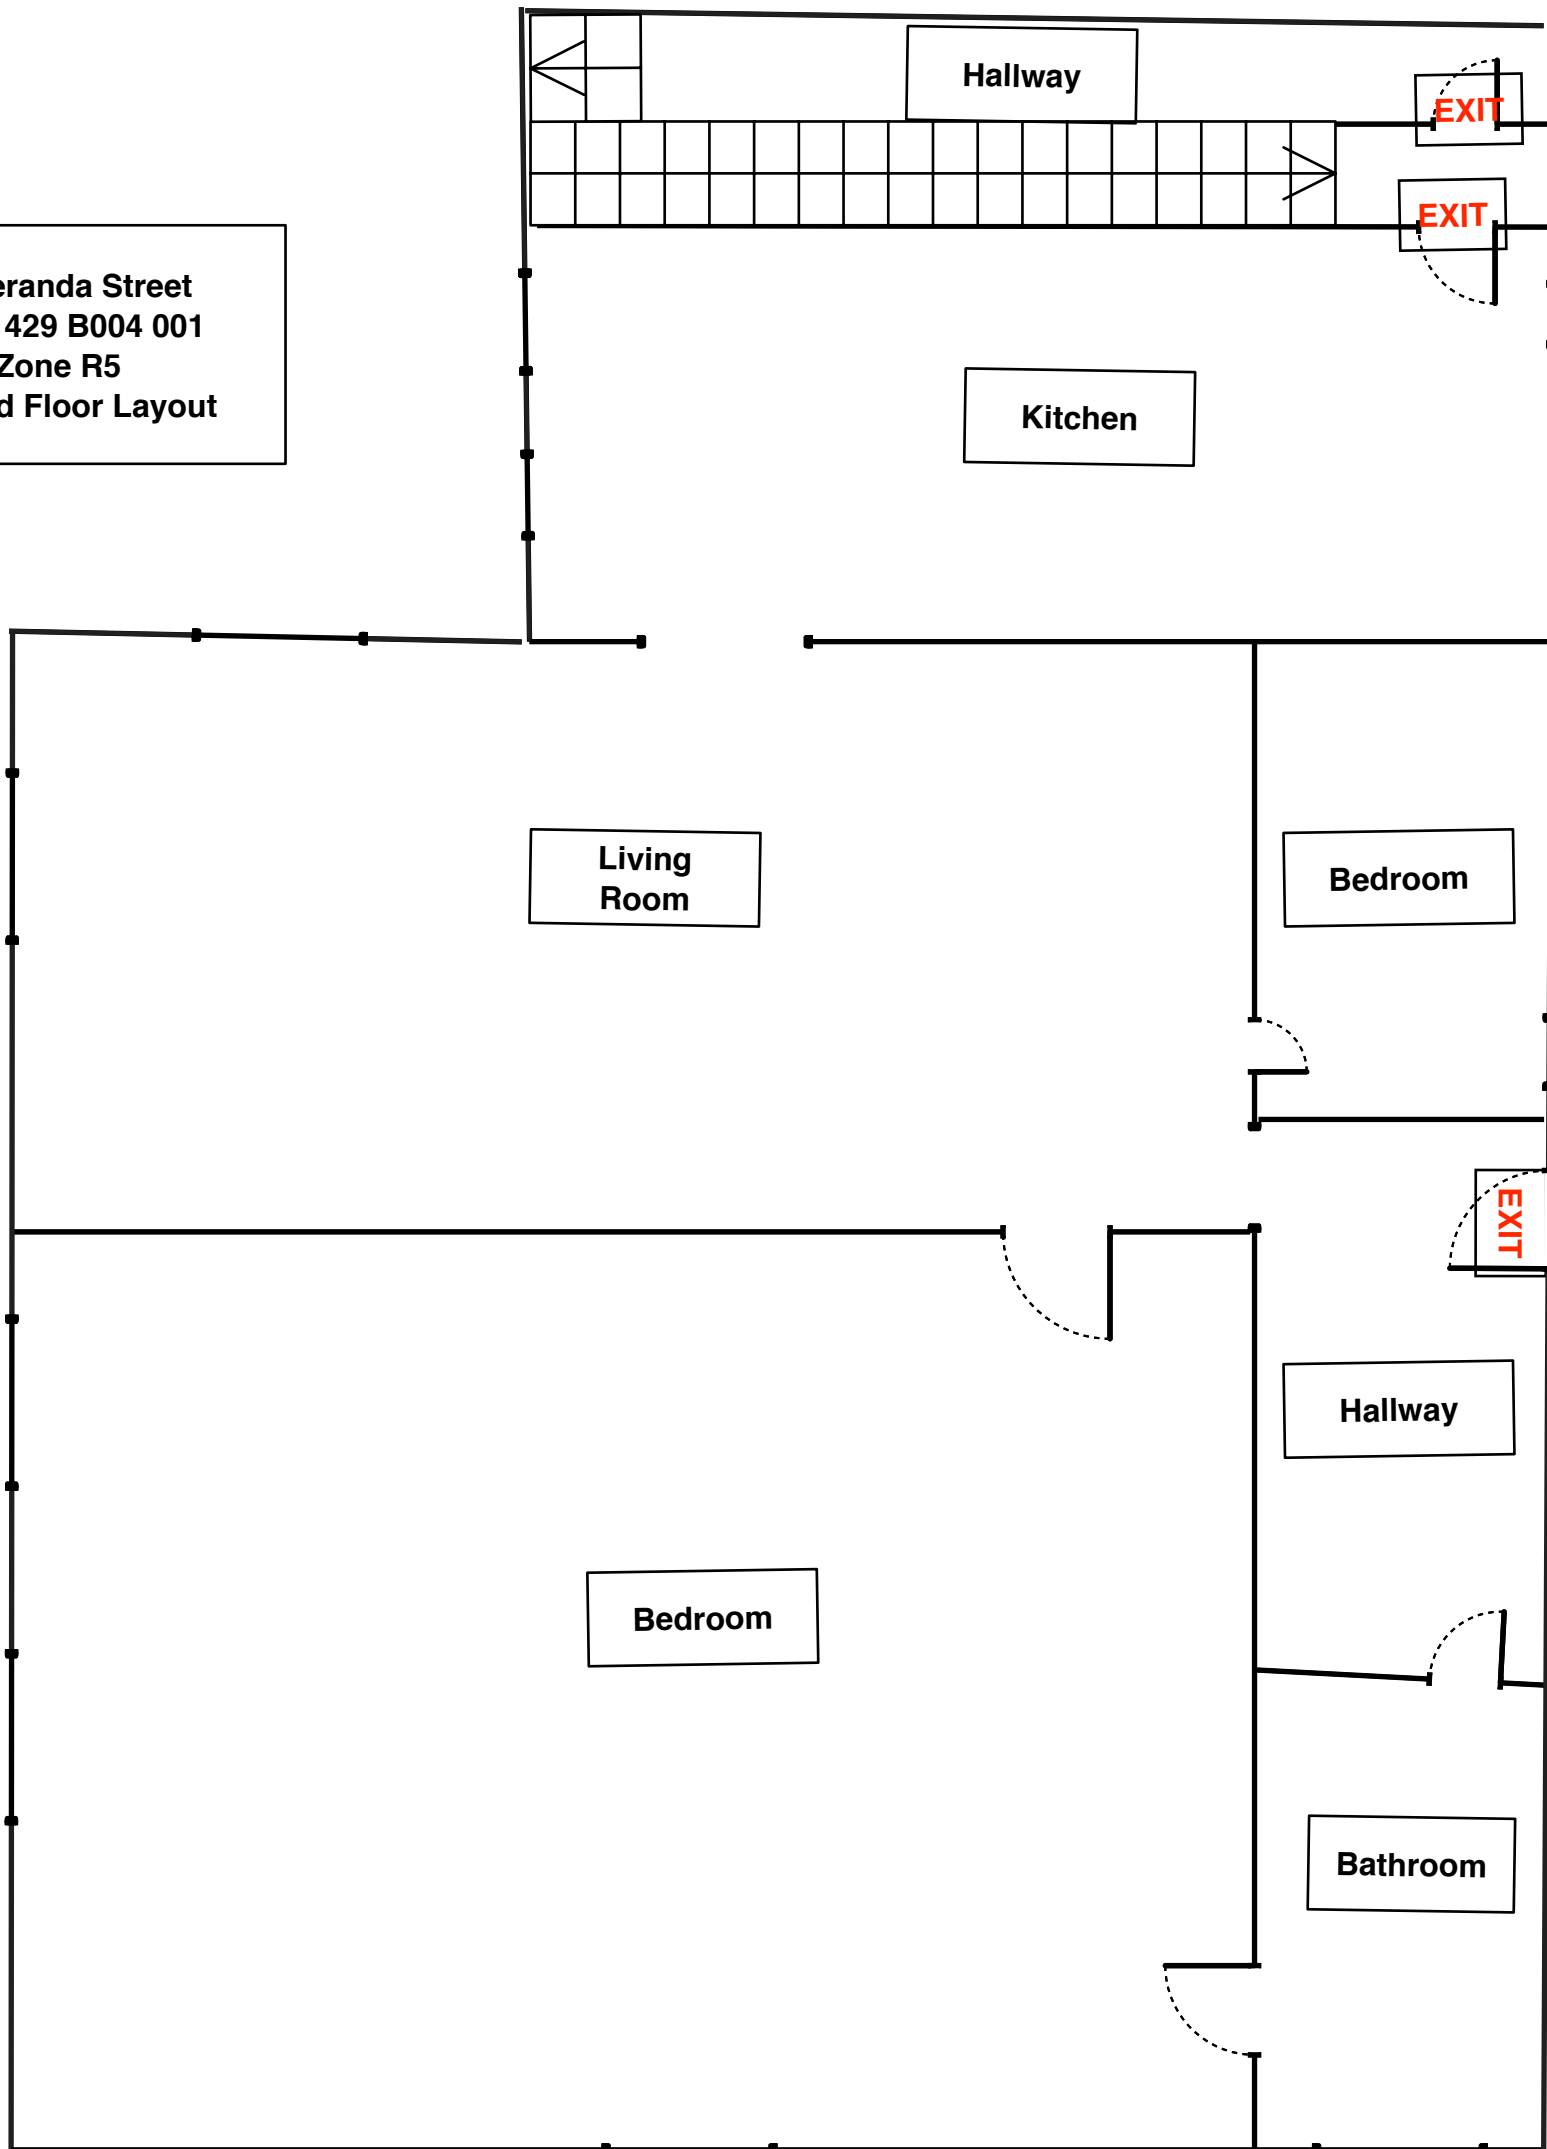 Hallway
EXIT
EXIT
eranda Street
429 B004 001
Zone R5
d Floor Layout
Kitchen
Living
Room
Bedroom
EXIT
Hallway
Bedroom
Bathroom